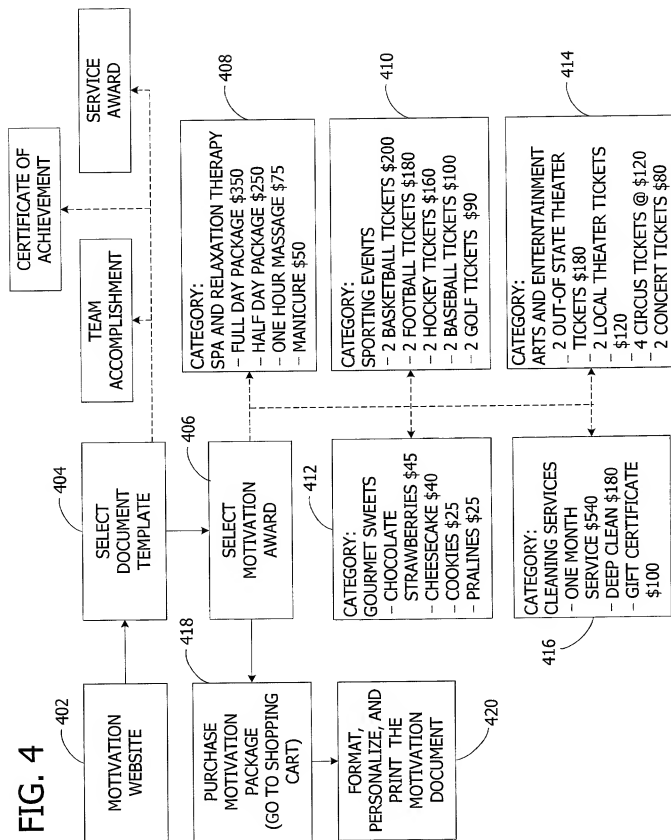 FIG. 4
402
MOTIVATION
WEBSITE
404
SELECT
DOCUMENT
TEMPLATE
TEAM
ACCOMPLISHMENT
CERTIFICATE OF
ACHIEVEMENT
SERVICE
AWARD
406
SELECT
MOTIVATION
AWARD
418
PURCHASE
MOTIVATION
PACKAGE
(GO TO SHOPPING
CART)
420
FORMAT,
PERSONALIZE, AND
PRINT THE
MOTIVATION
DOCUMENT
408
CATEGORY:
SPA AND RELAXATION THERAPY
- FULL DAY PACKAGE $350
- HALF DAY PACKAGE $250
- ONE HOUR MASSAGE $75
- MANICURE $50
412
CATEGORY:
GOURMET SWEETS
- CHOCOLATE
STRAWBERRIES $45
- CHEESECAKE $40
- COOKIES $25
- PRALINES $25
410
CATEGORY:
SPORTING EVENTS
- 2 BASKETBALL TICKETS $200
- 2 FOOTBALL TICKETS $180
- 2 HOCKEY TICKETS $160
- 2 BASEBALL TICKETS $100
- 2 GOLF TICKETS $90
416
CATEGORY:
CLEANING SERVICES
- ONE MONTH
SERVICE $540
- DEEP CLEAN $180
- GIFT CERTIFICATE
$100
414
CATEGORY:
ARTS AND ENTERNTAINMENT
- 2 OUT-OF STATE THEATER
TICKETS $180
- 2 LOCAL THEATER TICKETS
$120
- 4 CIRCUS TICKETS @ $120
- 2 CONCERT TICKETS $80